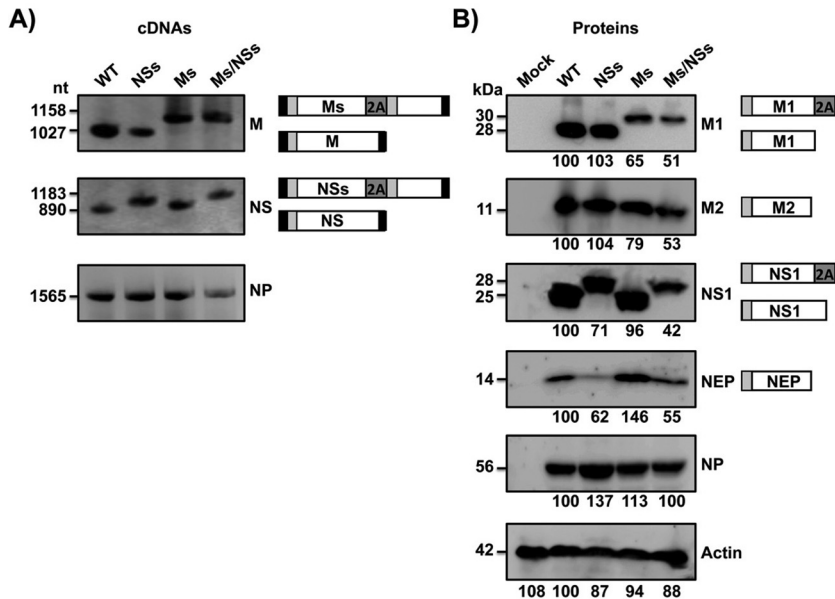 A)
cDNAs
nt
WT NSs Ms Ms/NSs
1158
1027
M
Ms 2A
M
1183
890
NS
NSs 2A
NS
1565
NP
B)
Proteins
kDa
Mock WT NSs Ms Ms/NSs
30
28
M1
M1 2A
M1
100 103 65 51
11
M2
M2
100 104 79 53
28
25
NS1
NS1 2A
NS1
100 71 96 42
14
NEP
NEP
100 62 146 55
56
NP
100 137 113 100
42
Actin
108 100 87 94 88